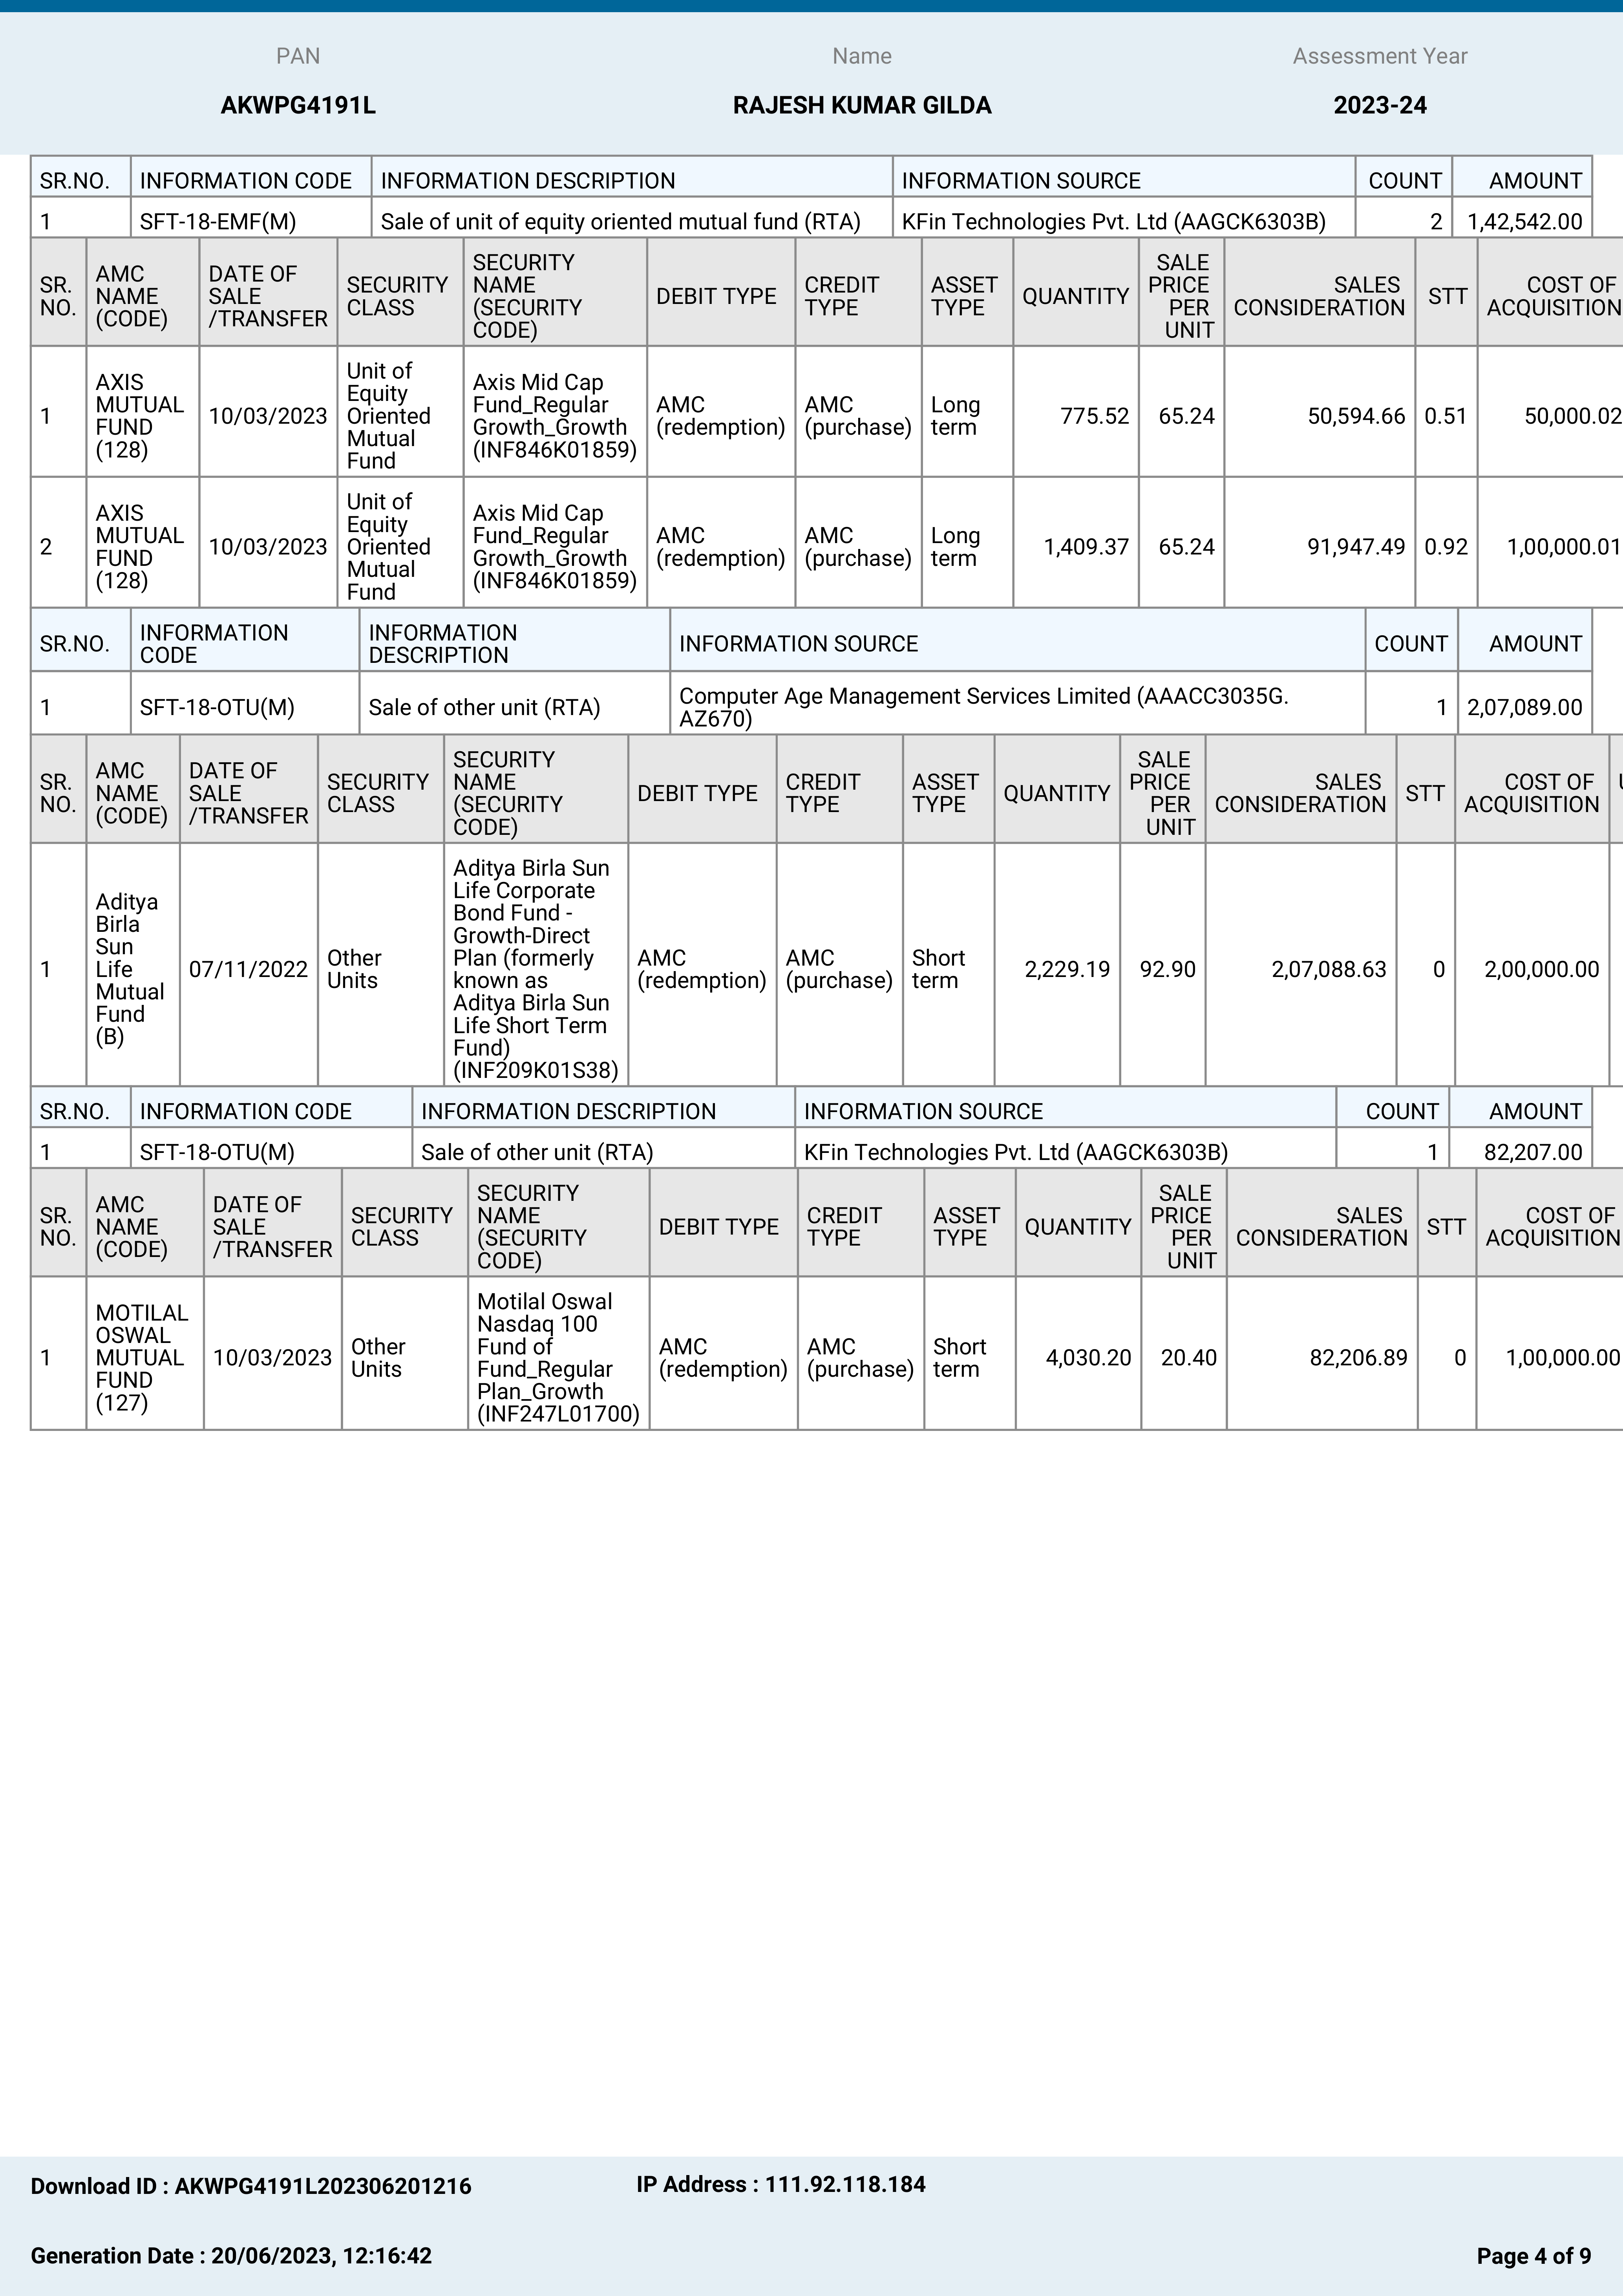 PAN Name Assessment Year
AKWPG4191L RAJESH KUMAR GILDA 2023-24
SR.NO. INFORMATION CODE INFORMATION DESCRIPTION INFORMATION SOURCE COUNT AMOUNT
1 SFT-18-EMF(M) Sale of unit of equity oriented mutual fund (RTA) KFin Technologies Pvt. Ltd (AAGCK6303B) 2 1,42,542.00
SR. NO. AMC NAME (CODE) DATE OF SALE /TRANSFER SECURITY CLASS SECURITY NAME (SECURITY CODE) DEBIT TYPE CREDIT TYPE ASSET TYPE QUANTITY SALE PRICE PER UNIT SALES CONSIDERATION STT COST OF ACQUISITION
1 AXIS MUTUAL FUND (128) 10/03/2023 Unit of Equity Oriented Mutual Fund Axis Mid Cap Fund_Regular Growth_Growth (INF846K01859) AMC (redemption) AMC (purchase) Long term 775.52 65.24 50,594.66 0.51 50,000.02
2 AXIS MUTUAL FUND (128) 10/03/2023 Unit of Equity Oriented Mutual Fund Axis Mid Cap Fund_Regular Growth_Growth (INF846K01859) AMC (redemption) AMC (purchase) Long term 1,409.37 65.24 91,947.49 0.92 1,00,000.01
SR.NO. INFORMATION CODE INFORMATION DESCRIPTION INFORMATION SOURCE COUNT AMOUNT
1 SFT-18-OTU(M) Sale of other unit (RTA) Computer Age Management Services Limited (AAACC3035G. AZ670) 1 2,07,089.00
SR. NO. AMC NAME (CODE) DATE OF SALE /TRANSFER SECURITY CLASS SECURITY NAME (SECURITY CODE) DEBIT TYPE CREDIT TYPE ASSET TYPE QUANTITY SALE PRICE PER UNIT SALES CONSIDERATION STT COST OF ACQUISITION
1 Aditya Birla Sun Life Mutual Fund (B) 07/11/2022 Other Units Aditya Birla Sun Life Corporate Bond Fund - Growth-Direct Plan (formerly known as Aditya Birla Sun Life Short Term Fund) (INF209K01S38) AMC (redemption) AMC (purchase) Short term 2,229.19 92.90 2,07,088.63 0 2,00,000.00
SR.NO. INFORMATION CODE INFORMATION DESCRIPTION INFORMATION SOURCE COUNT AMOUNT
1 SFT-18-OTU(M) Sale of other unit (RTA) KFin Technologies Pvt. Ltd (AAGCK6303B) 1 82,207.00
SR. NO. AMC NAME (CODE) DATE OF SALE /TRANSFER SECURITY CLASS SECURITY NAME (SECURITY CODE) DEBIT TYPE CREDIT TYPE ASSET TYPE QUANTITY SALE PRICE PER UNIT SALES CONSIDERATION STT COST OF ACQUISITION
1 MOTILAL OSWAL MUTUAL FUND (127) 10/03/2023 Other Units Motilal Oswal Nasdaq 100 Fund of Fund_Regular Plan_Growth (INF247L01700) AMC (redemption) AMC (purchase) Short term 4,030.20 20.40 82,206.89 0 1,00,000.00
Download ID : AKWPG4191L202306201216 IP Address : 111.92.118.184
Generation Date : 20/06/2023, 12:16:42 Page 4 of 9